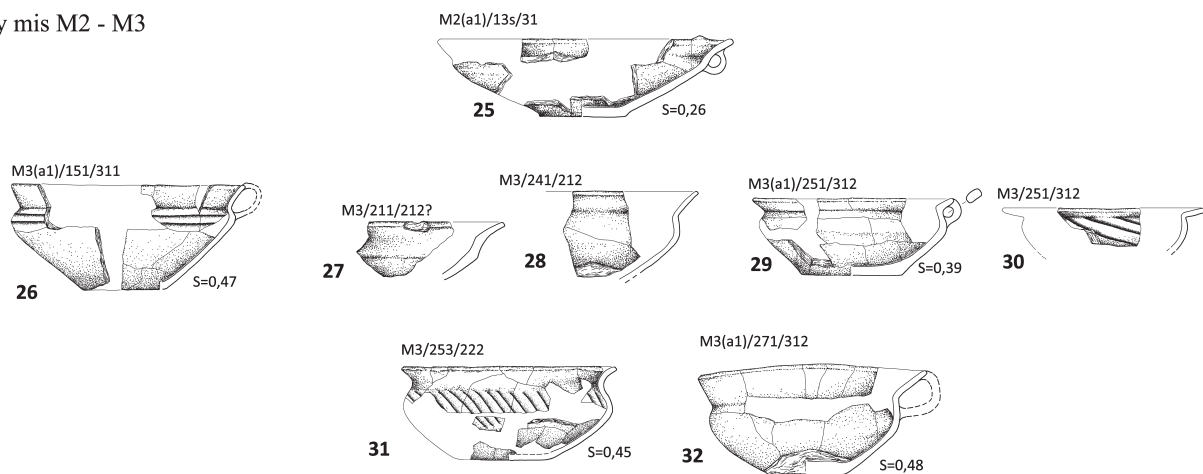 y mis M2 - M3
M2(a1)/13s/31
25
S=0,26
M3(a1)/151/311
26
S=0,47
M3/211/212?
27
M3/241/212
28
M3(a1)/251/312
29
S=0,39
M3/251/312
30
M3/253/222
31
S=0,45
M3(a1)/271/312
32
S=0,48